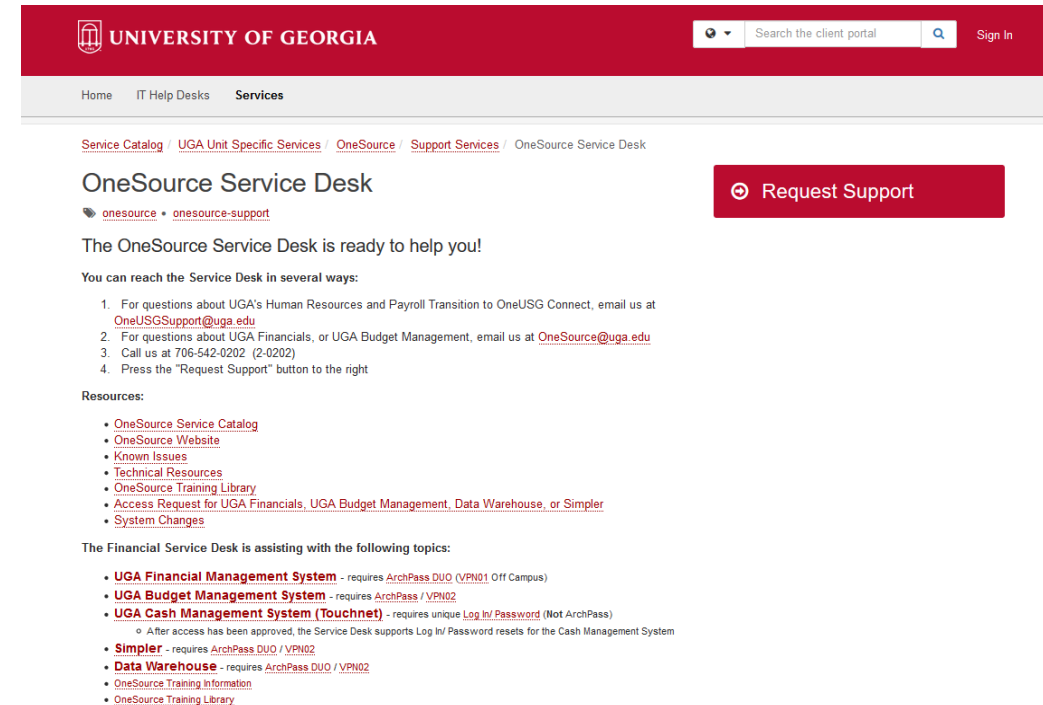 UNIVERSITY OF GEORGIA
Search the client portal
Sign In
Home IT Help Desks Services
Service Catalog / UGA Unit Specific Services / OneSource / Support Services / OneSource Service Desk
OneSource Service Desk
Request Support
onesource • onesource-support
The OneSource Service Desk is ready to help you!
You can reach the Service Desk in several ways:
1. For questions about UGA's Human Resources and Payroll Transition to OneUSG Connect, email us at
OneUSGSupport@uga.edu
2. For questions about UGA Financials, or UGA Budget Management, email us at OneSource@uga.edu
3. Call us at 706-542-0202 (2-0202)
4. Press the "Request Support" button to the right
Resources:
• OneSource Service Catalog
• OneSource Website
• Known Issues
• Technical Resources
• OneSource Training Library
• Access Request for UGA Financials, UGA Budget Management, Data Warehouse, or Simpler
• System Changes
The Financial Service Desk is assisting with the following topics:
• UGA Financial Management System - requires ArchPass DUO (VPN01 Off Campus)
• UGA Budget Management System - requires ArchPass / VPN02
• UGA Cash Management System (Touchnet) - requires unique Log In/ Password (Not ArchPass)
o After access has been approved, the Service Desk supports Log In/ Password resets for the Cash Management System
• Simpler - requires ArchPass DUO / VPN02
• Data Warehouse - requires ArchPass DUO / VPN02
• OneSource Training Information
• OneSource Training Library